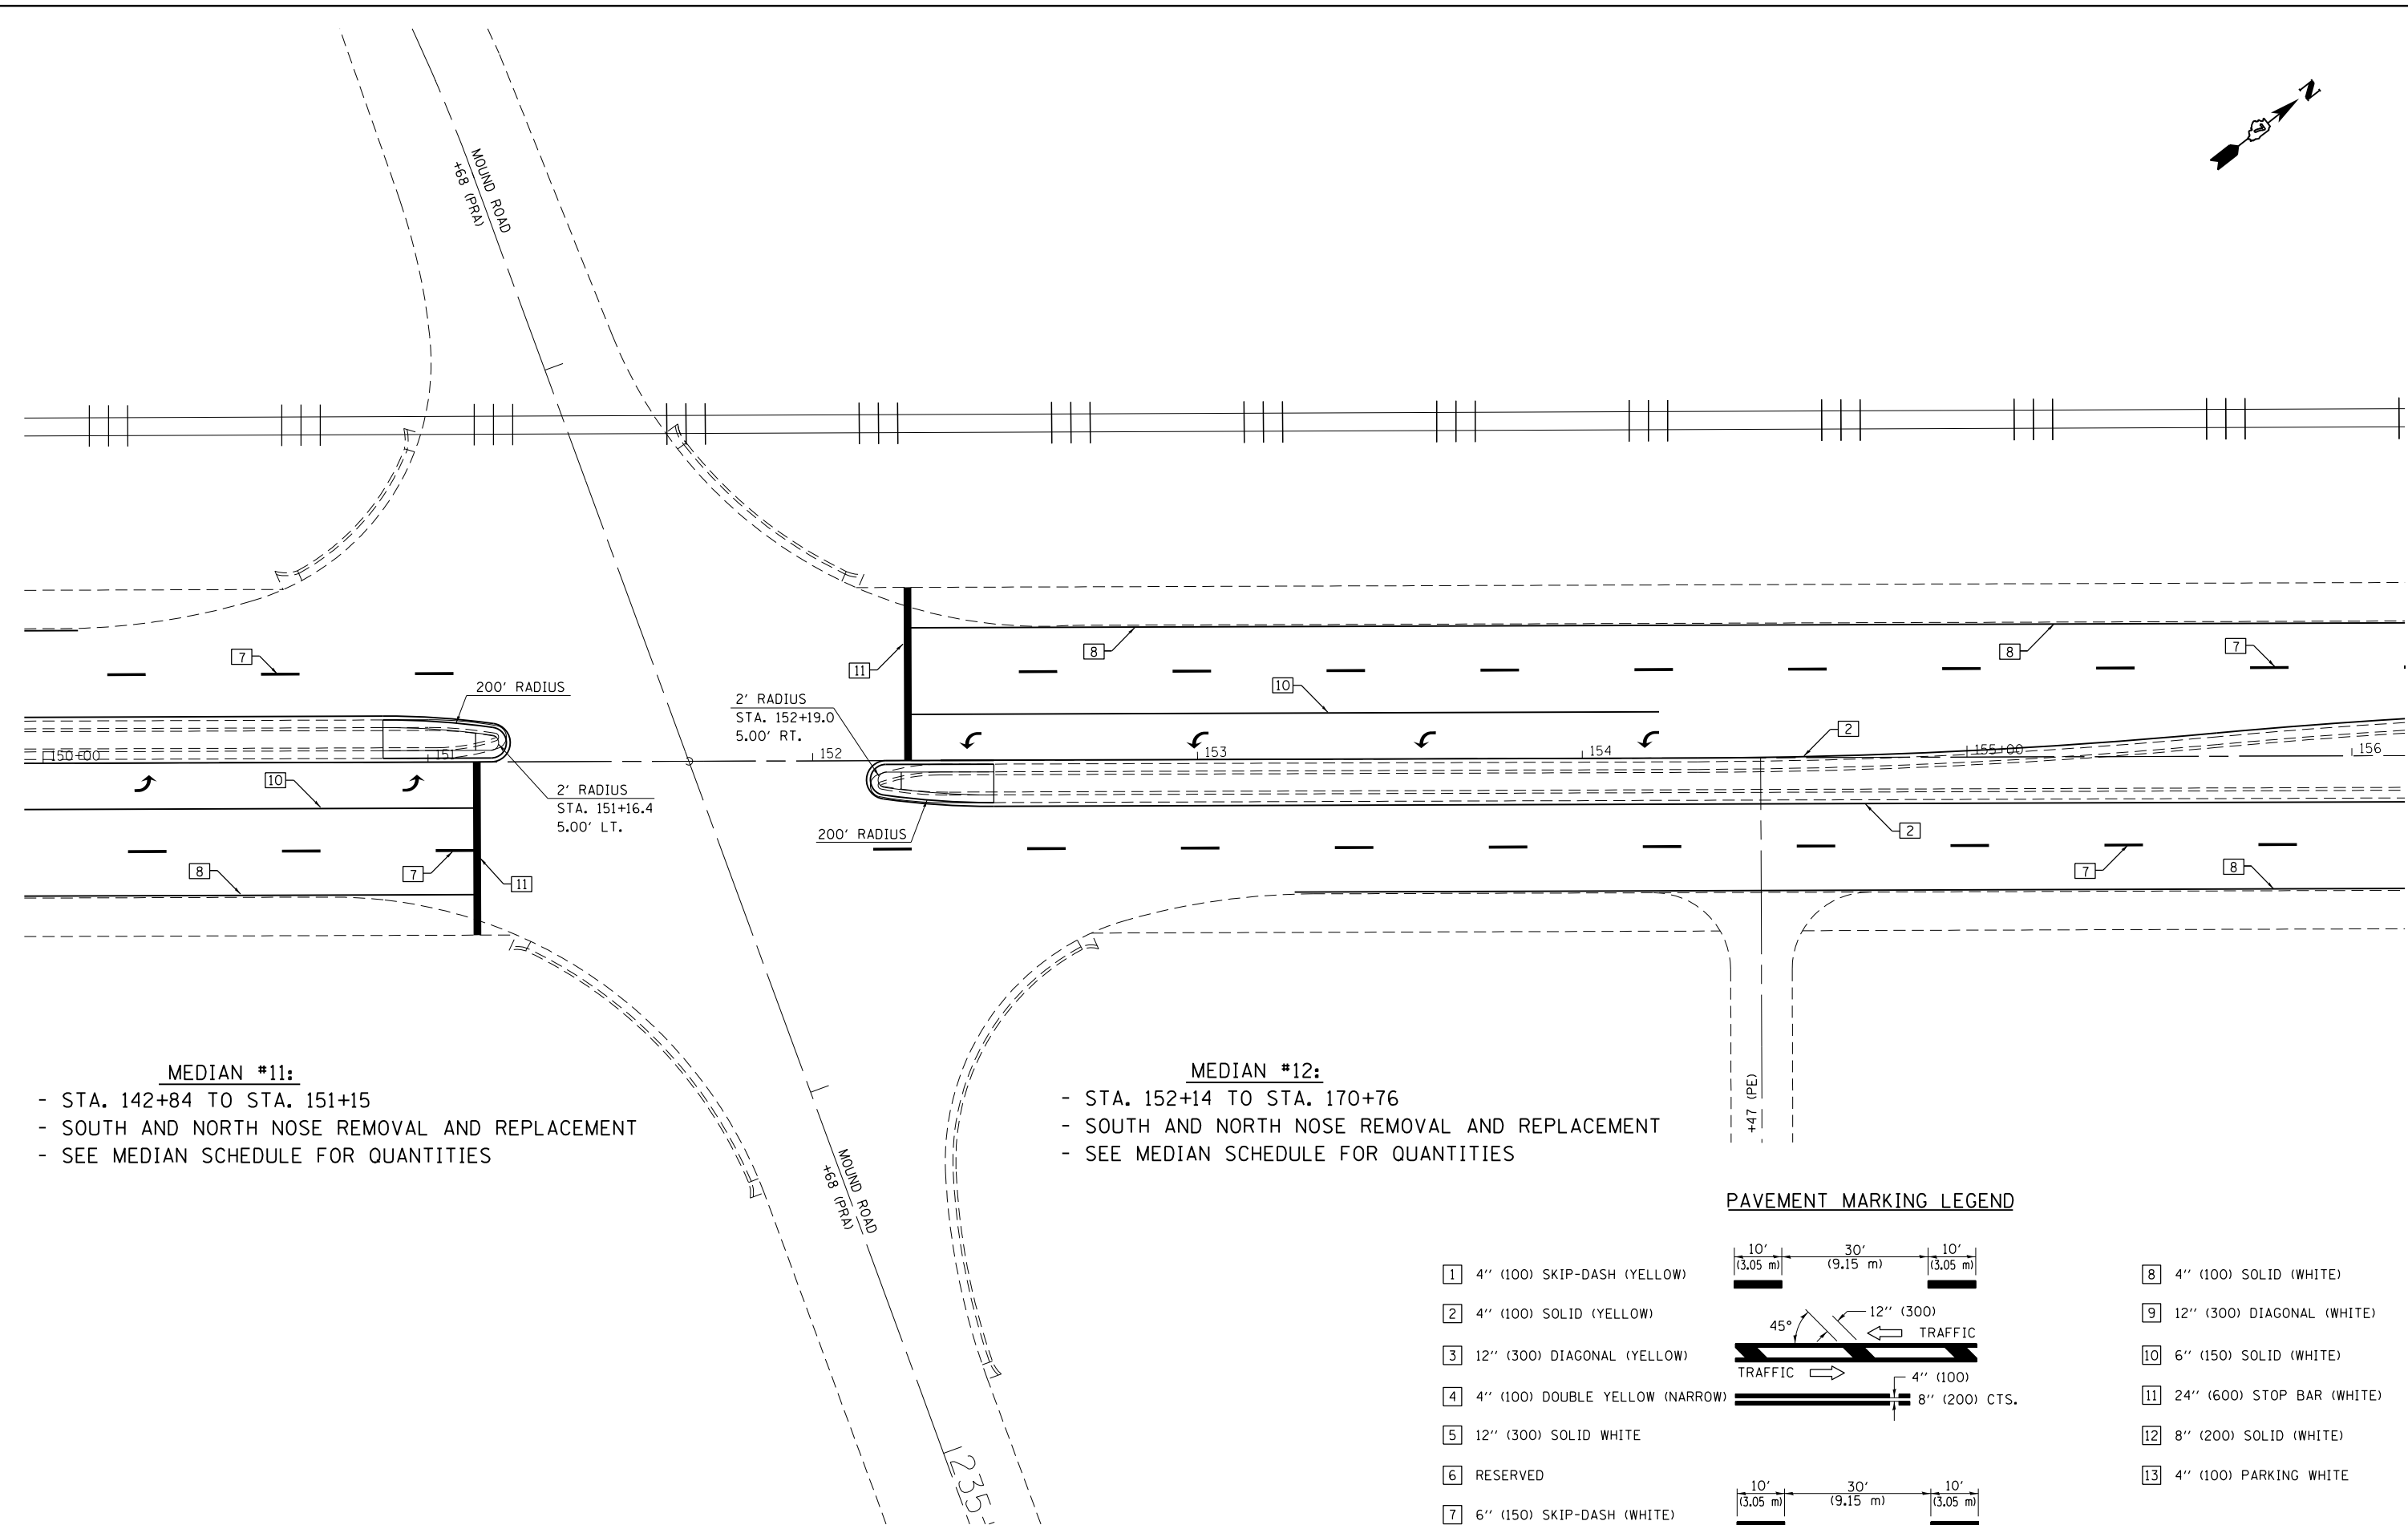 N
MOUND ROAD
+68 (PRA)
7
200' RADIUS
11
2' RADIUS
STA. 152+19.0
5.00' RT.
8
10
8
7
2
150+00
151
152
153
154
155+00
156
10
2' RADIUS
STA. 151+16.4
5.00' LT.
200' RADIUS
2
8
7
11
7
8
MEDIAN #11:
- STA. 142+84 TO STA. 151+15
- SOUTH AND NORTH NOSE REMOVAL AND REPLACEMENT
- SEE MEDIAN SCHEDULE FOR QUANTITIES
MEDIAN #12:
- STA. 152+14 TO STA. 170+76
- SOUTH AND NORTH NOSE REMOVAL AND REPLACEMENT
- SEE MEDIAN SCHEDULE FOR QUANTITIES
+47 (PE)
MOUND ROAD
+68 (PRA)
235
PAVEMENT MARKING LEGEND
1 4'' (100) SKIP-DASH (YELLOW)
10' 30' 10'
(3.05 m) (9.15 m) (3.05 m)
2 4'' (100) SOLID (YELLOW)
3 12'' (300) DIAGONAL (YELLOW)
45°
12'' (300)
TRAFFIC
TRAFFIC
4 4'' (100) DOUBLE YELLOW (NARROW)
4'' (100)
8'' (200) CTS.
5 12'' (300) SOLID WHITE
6 RESERVED
7 6'' (150) SKIP-DASH (WHITE)
10' 30' 10'
(3.05 m) (9.15 m) (3.05 m)
8 4'' (100) SOLID (WHITE)
9 12'' (300) DIAGONAL (WHITE)
10 6'' (150) SOLID (WHITE)
11 24'' (600) STOP BAR (WHITE)
12 8'' (200) SOLID (WHITE)
13 4'' (100) PARKING WHITE